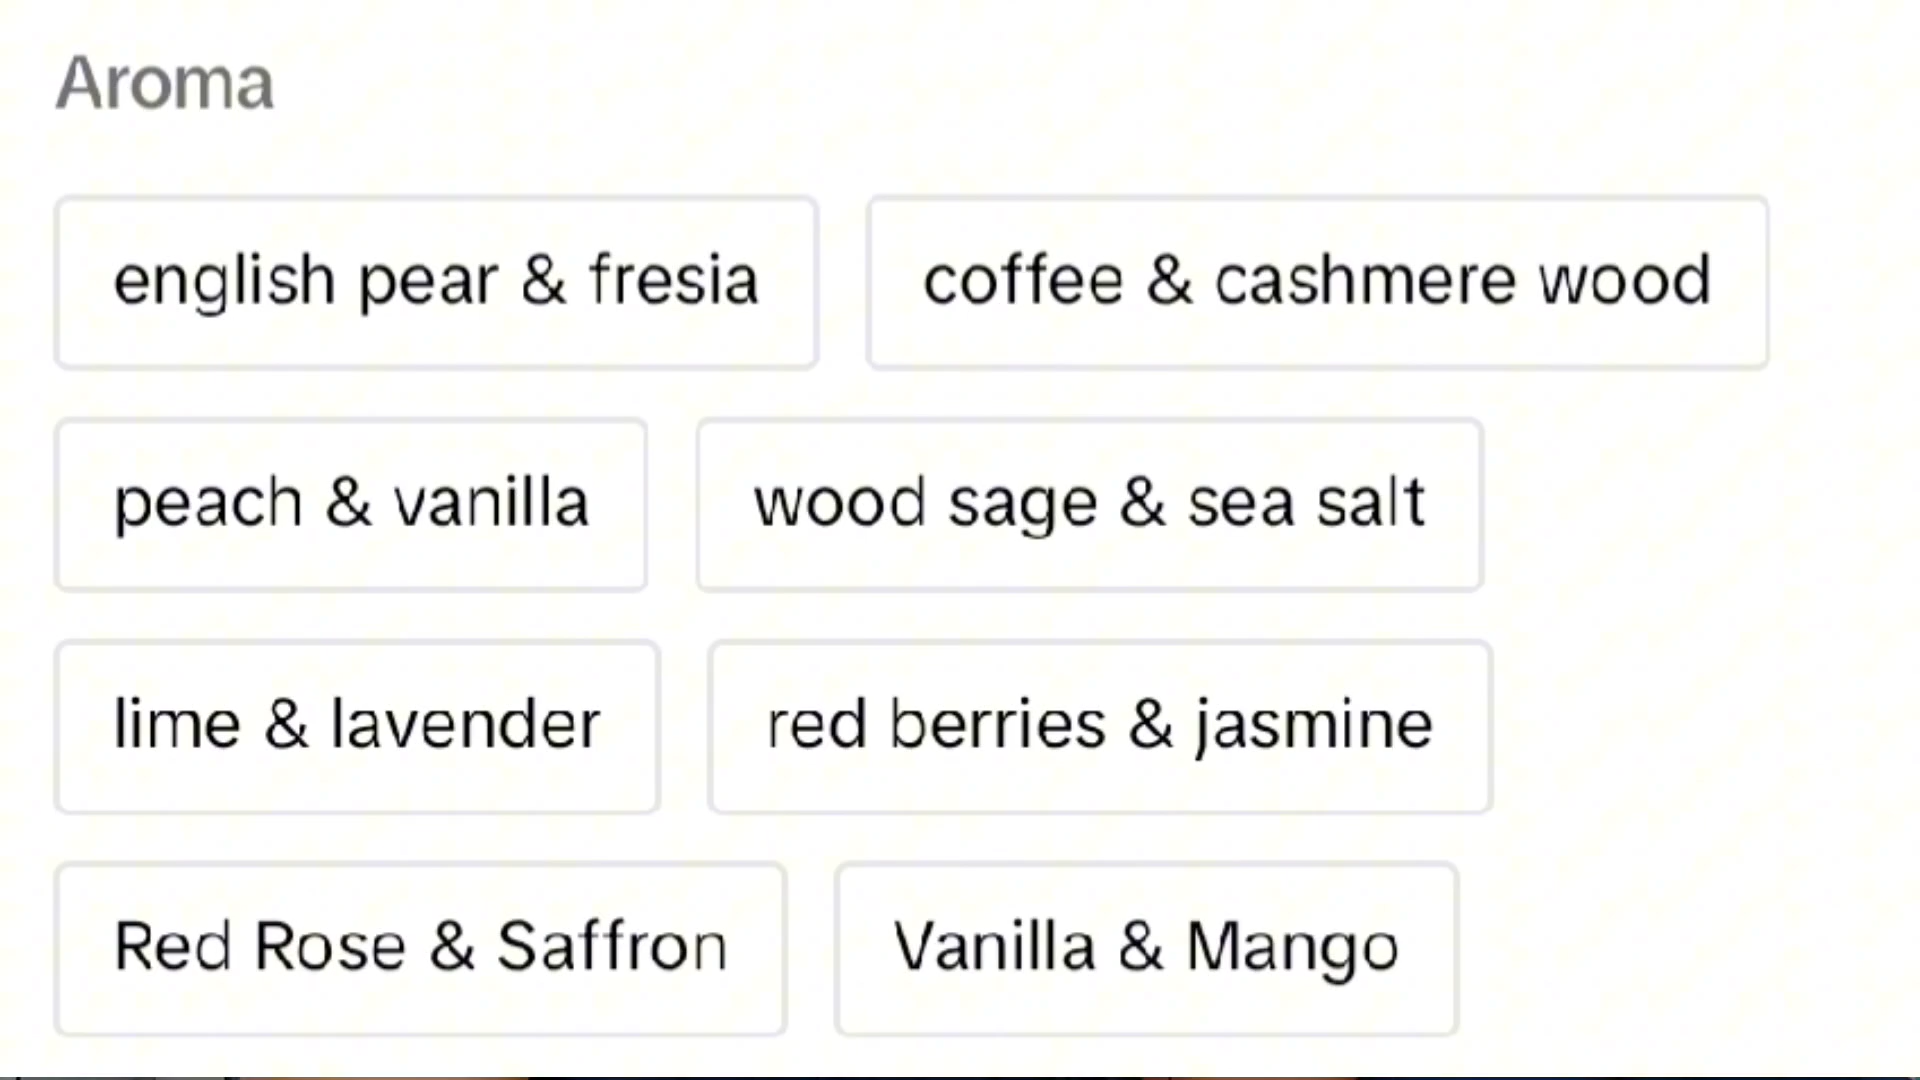 Aroma
english pear & fresia
coffee & cashmere wood
peach & vanilla
wood sage & sea salt
lime & lavender
red berries & jasmine
Red Rose & Saffron
Vanilla & Mango